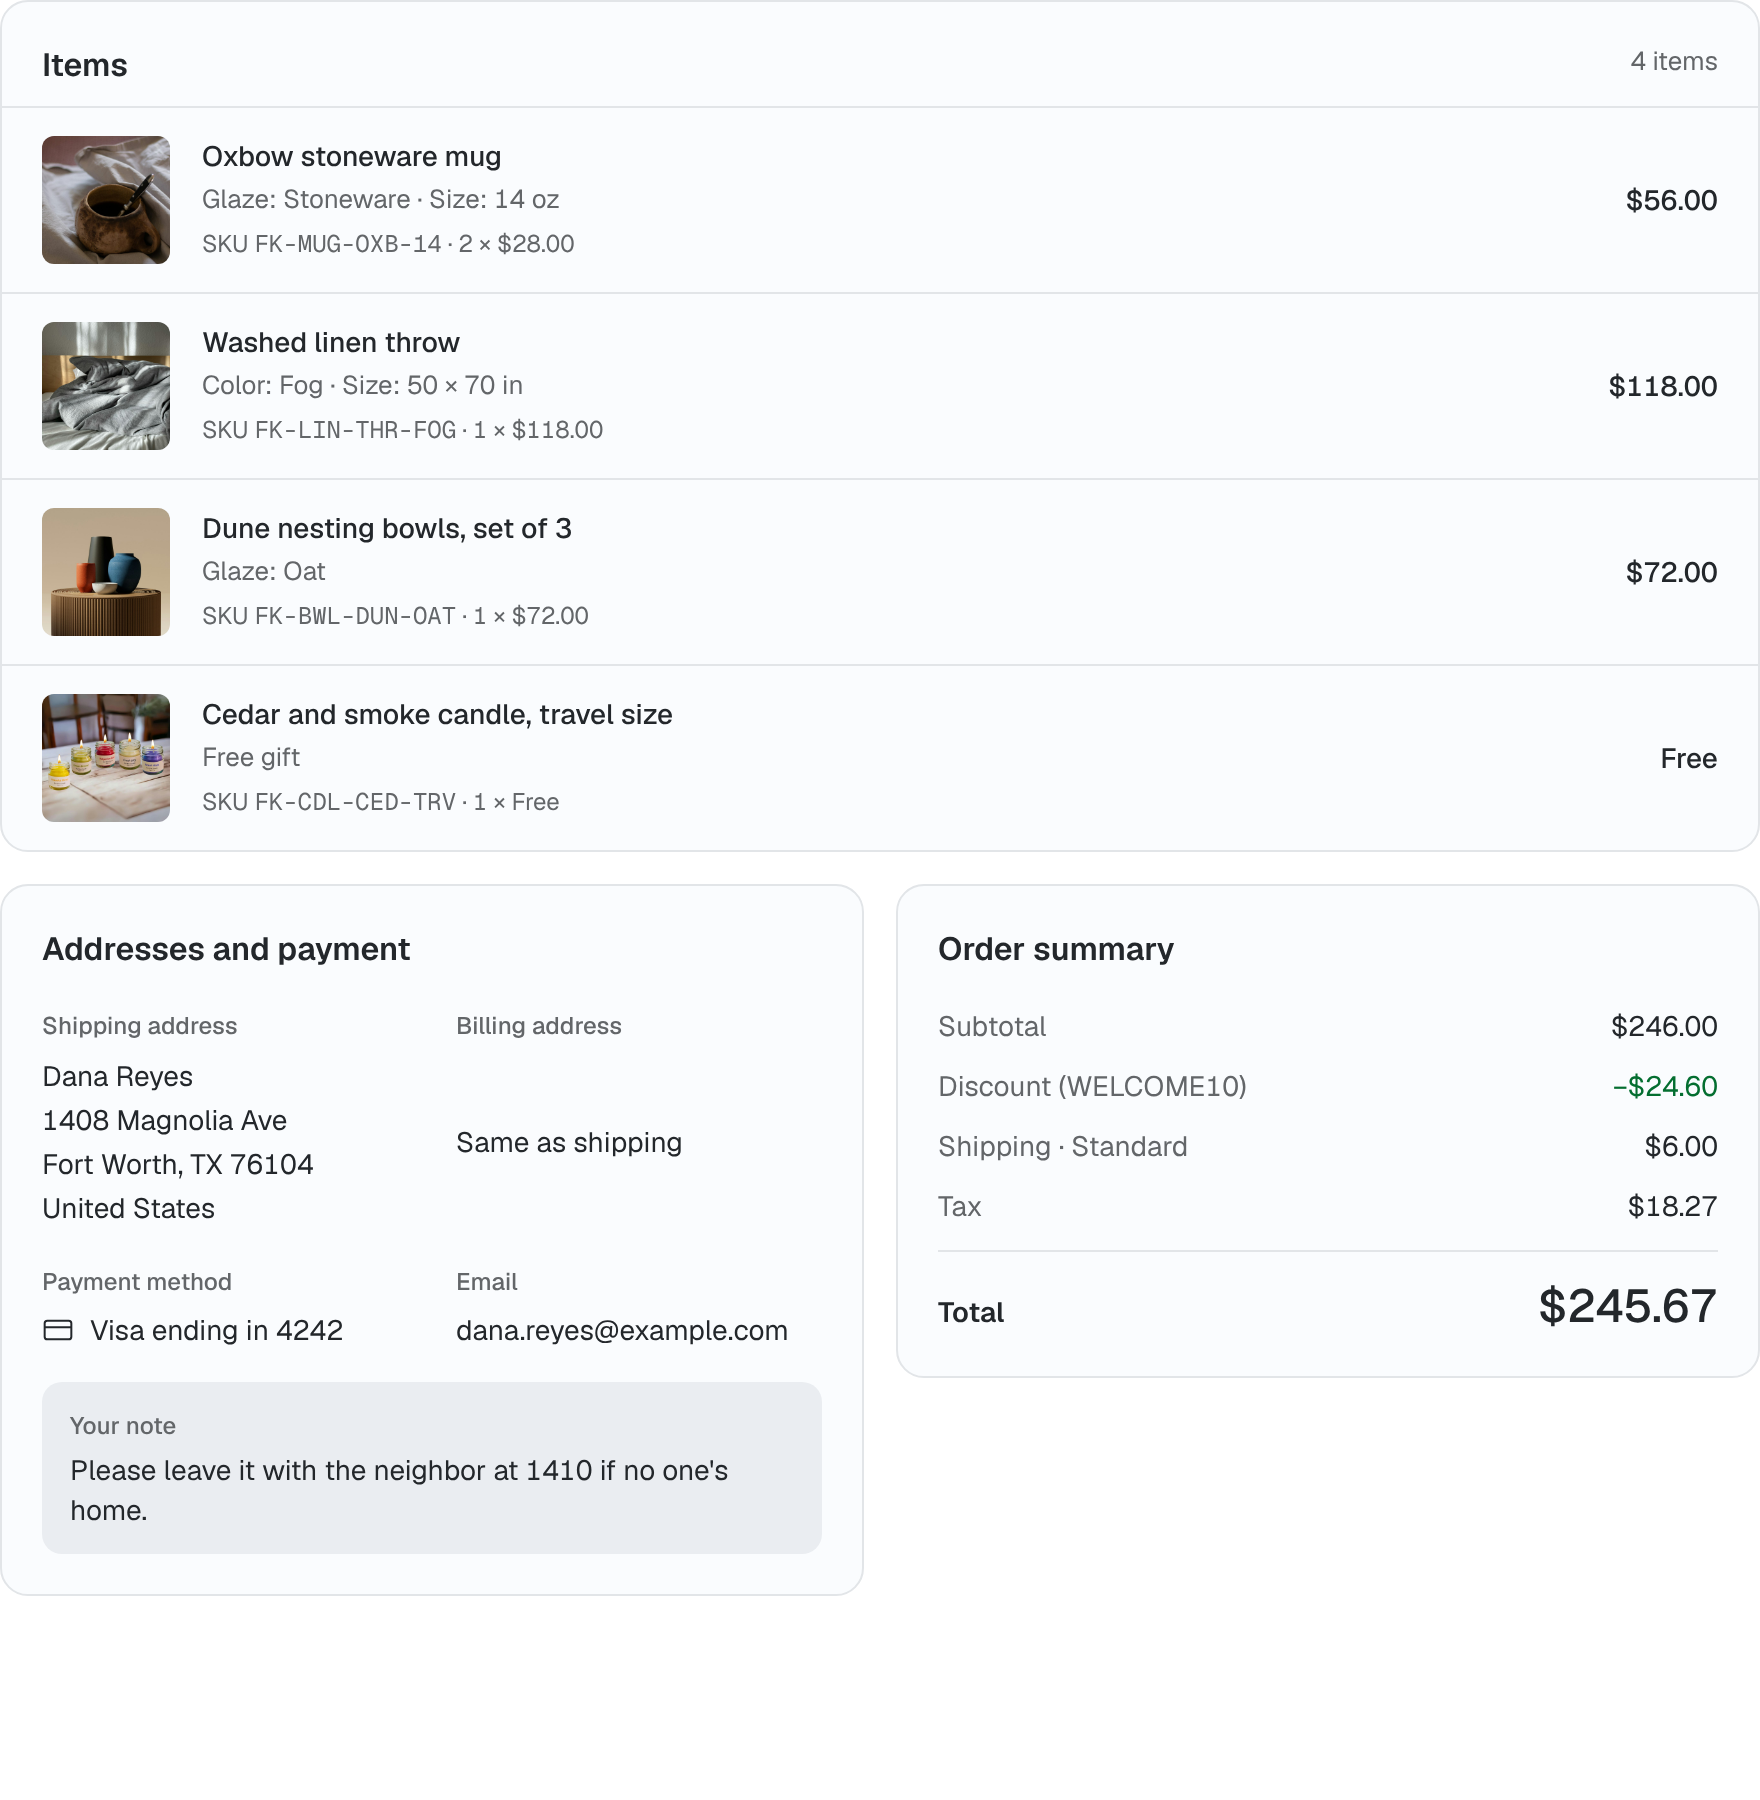 Items
4 items
Oxbow stoneware mug
Glaze: Stoneware · Size: 14 oz
SKU FK-MUG-OXB-14 · 2 × $28.00
$56.00
Washed linen throw
Color: Fog · Size: 50 × 70 in
SKU FK-LIN-THR-FOG · 1 × $118.00
$118.00
Dune nesting bowls, set of 3
Glaze: Oat
SKU FK-BWL-DUN-OAT · 1 × $72.00
$72.00
Cedar and smoke candle, travel size
Free gift
SKU FK-CDL-CED-TRV · 1 × Free
Free
Addresses and payment
Shipping address
Dana Reyes
1408 Magnolia Ave
Fort Worth, TX 76104
United States
Billing address
Same as shipping
Payment method
Visa ending in 4242
Email
dana.reyes@example.com
Your note
Please leave it with the neighbor at 1410 if no one's
home.
Order summary
Subtotal
$246.00
Discount (WELCOME10)
−$24.60
Shipping · Standard
$6.00
Tax
$18.27
Total
$245.67